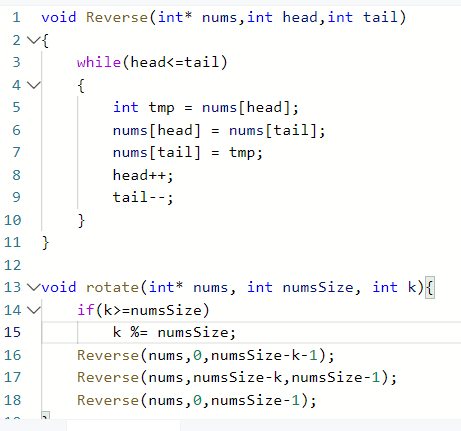 1 void Reverse(int* nums,int head,int tail)
2 {
3     while(head<=tail)
4     {
5         int tmp = nums[head];
6         nums[head] = nums[tail];
7         nums[tail] = tmp;
8         head++;
9         tail--;
10     }
11 }
12
13 void rotate(int* nums, int numsSize, int k){
14     if(k>=numsSize)
15         k %= numsSize;
16     Reverse(nums,0,numsSize-k-1);
17     Reverse(nums,numsSize-k,numsSize-1);
18     Reverse(nums,0,numsSize-1);